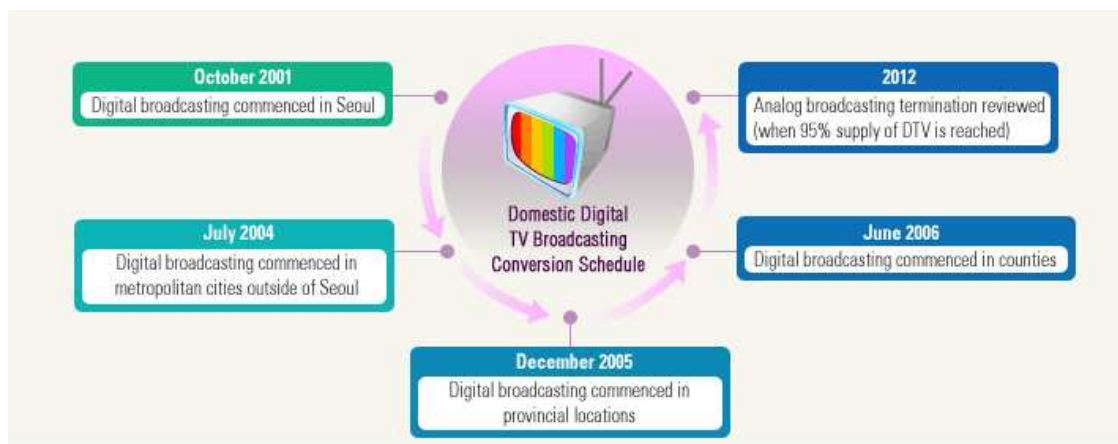 October 2001
Digital broadcasting commenced in Seoul
July 2004
Digital broadcasting commenced in
metropolitan cities outside of Seoul
December 2005
Digital broadcasting commenced in
provincial locations
June 2006
Digital broadcasting commenced in counties
2012
Analog broadcasting termination reviewed
(when 95% supply of DTV is reached)
Domestic Digital
TV Broadcasting
Conversion Schedule